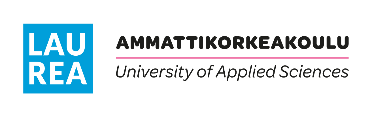 LAU
REA
AMMATTIKORKEAKOULU
University of Applied Sciences